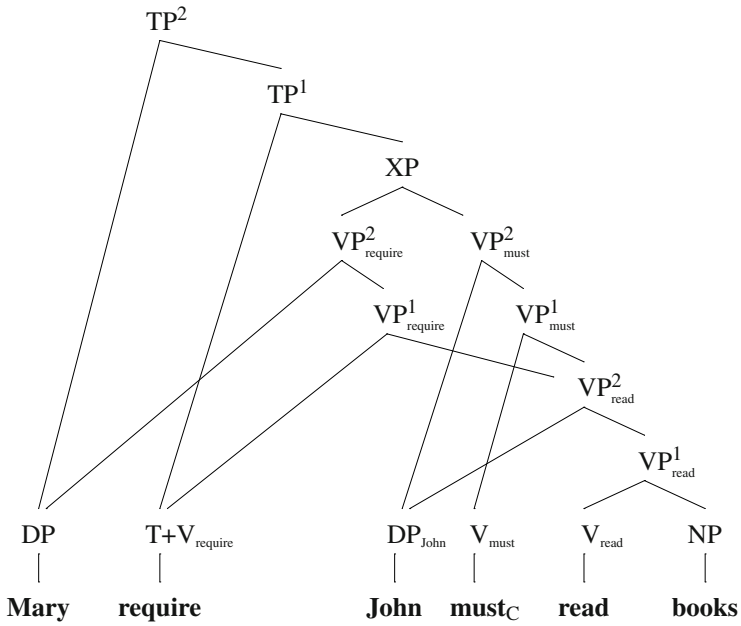 TP²
TP¹
XP
VP²require VP²must
VP¹require VP¹must
VP²read
VP¹read
DP T+Vrequire DPJohn Vmust Vread NP
Mary require John mustC read books